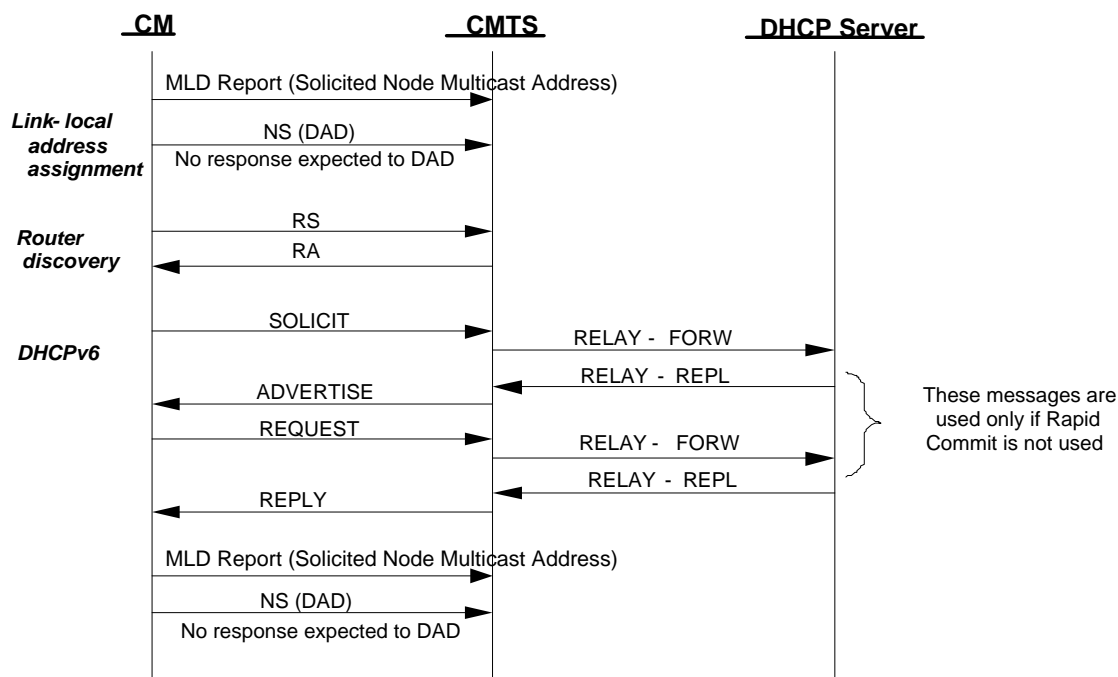 CM
CMTS
DHCP Server
MLD Report (Solicited Node Multicast Address)
Link- local
address
assignment
NS (DAD)
No response expected to DAD
RS
Router
discovery
RA
SOLICIT
DHCPv6
RELAY - FORW
RELAY - REPL
ADVERTISE
REQUEST
RELAY - FORW
These messages are
used only if Rapid
Commit is not used
RELAY - REPL
REPLY
MLD Report (Solicited Node Multicast Address)
NS (DAD)
No response expected to DAD